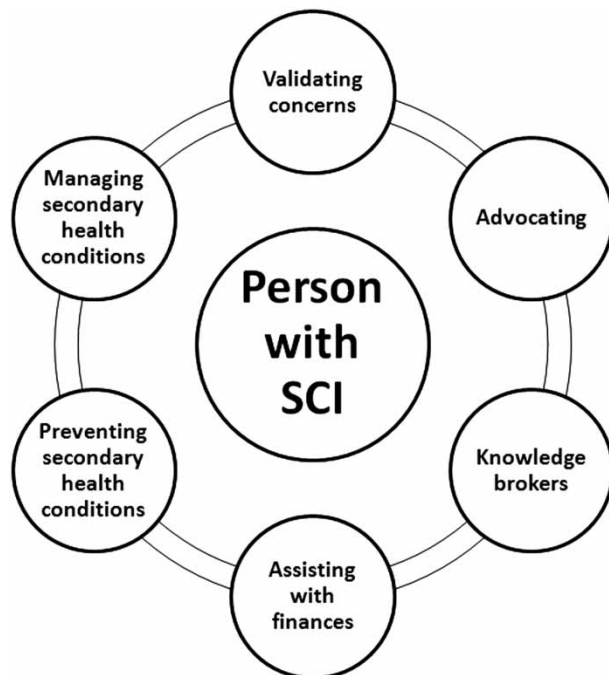 Validating
concerns
Managing
secondary
health
conditions
Advocating
Person
with
SCI
Preventing
secondary
health
conditions
Knowledge
brokers
Assisting
with
finances